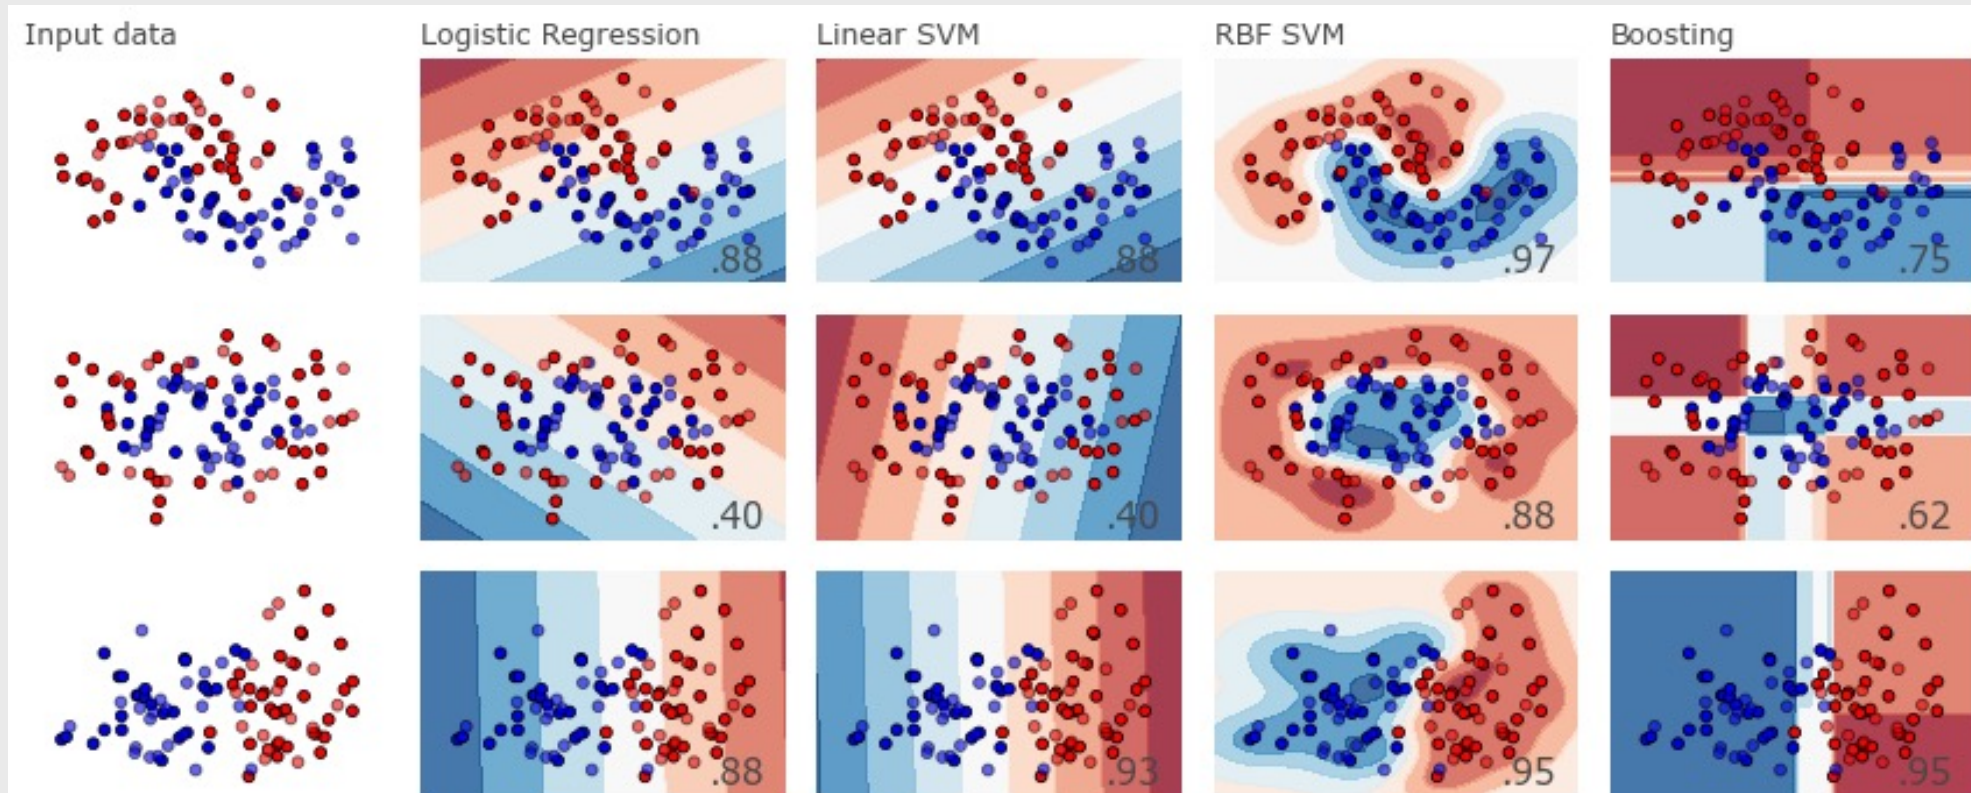 Input data Logistic Regression Linear SVM RBF SVM Boosting
.88 .88 .97 .75
.40 .40 .88 .62
.88 .93 .95 .95